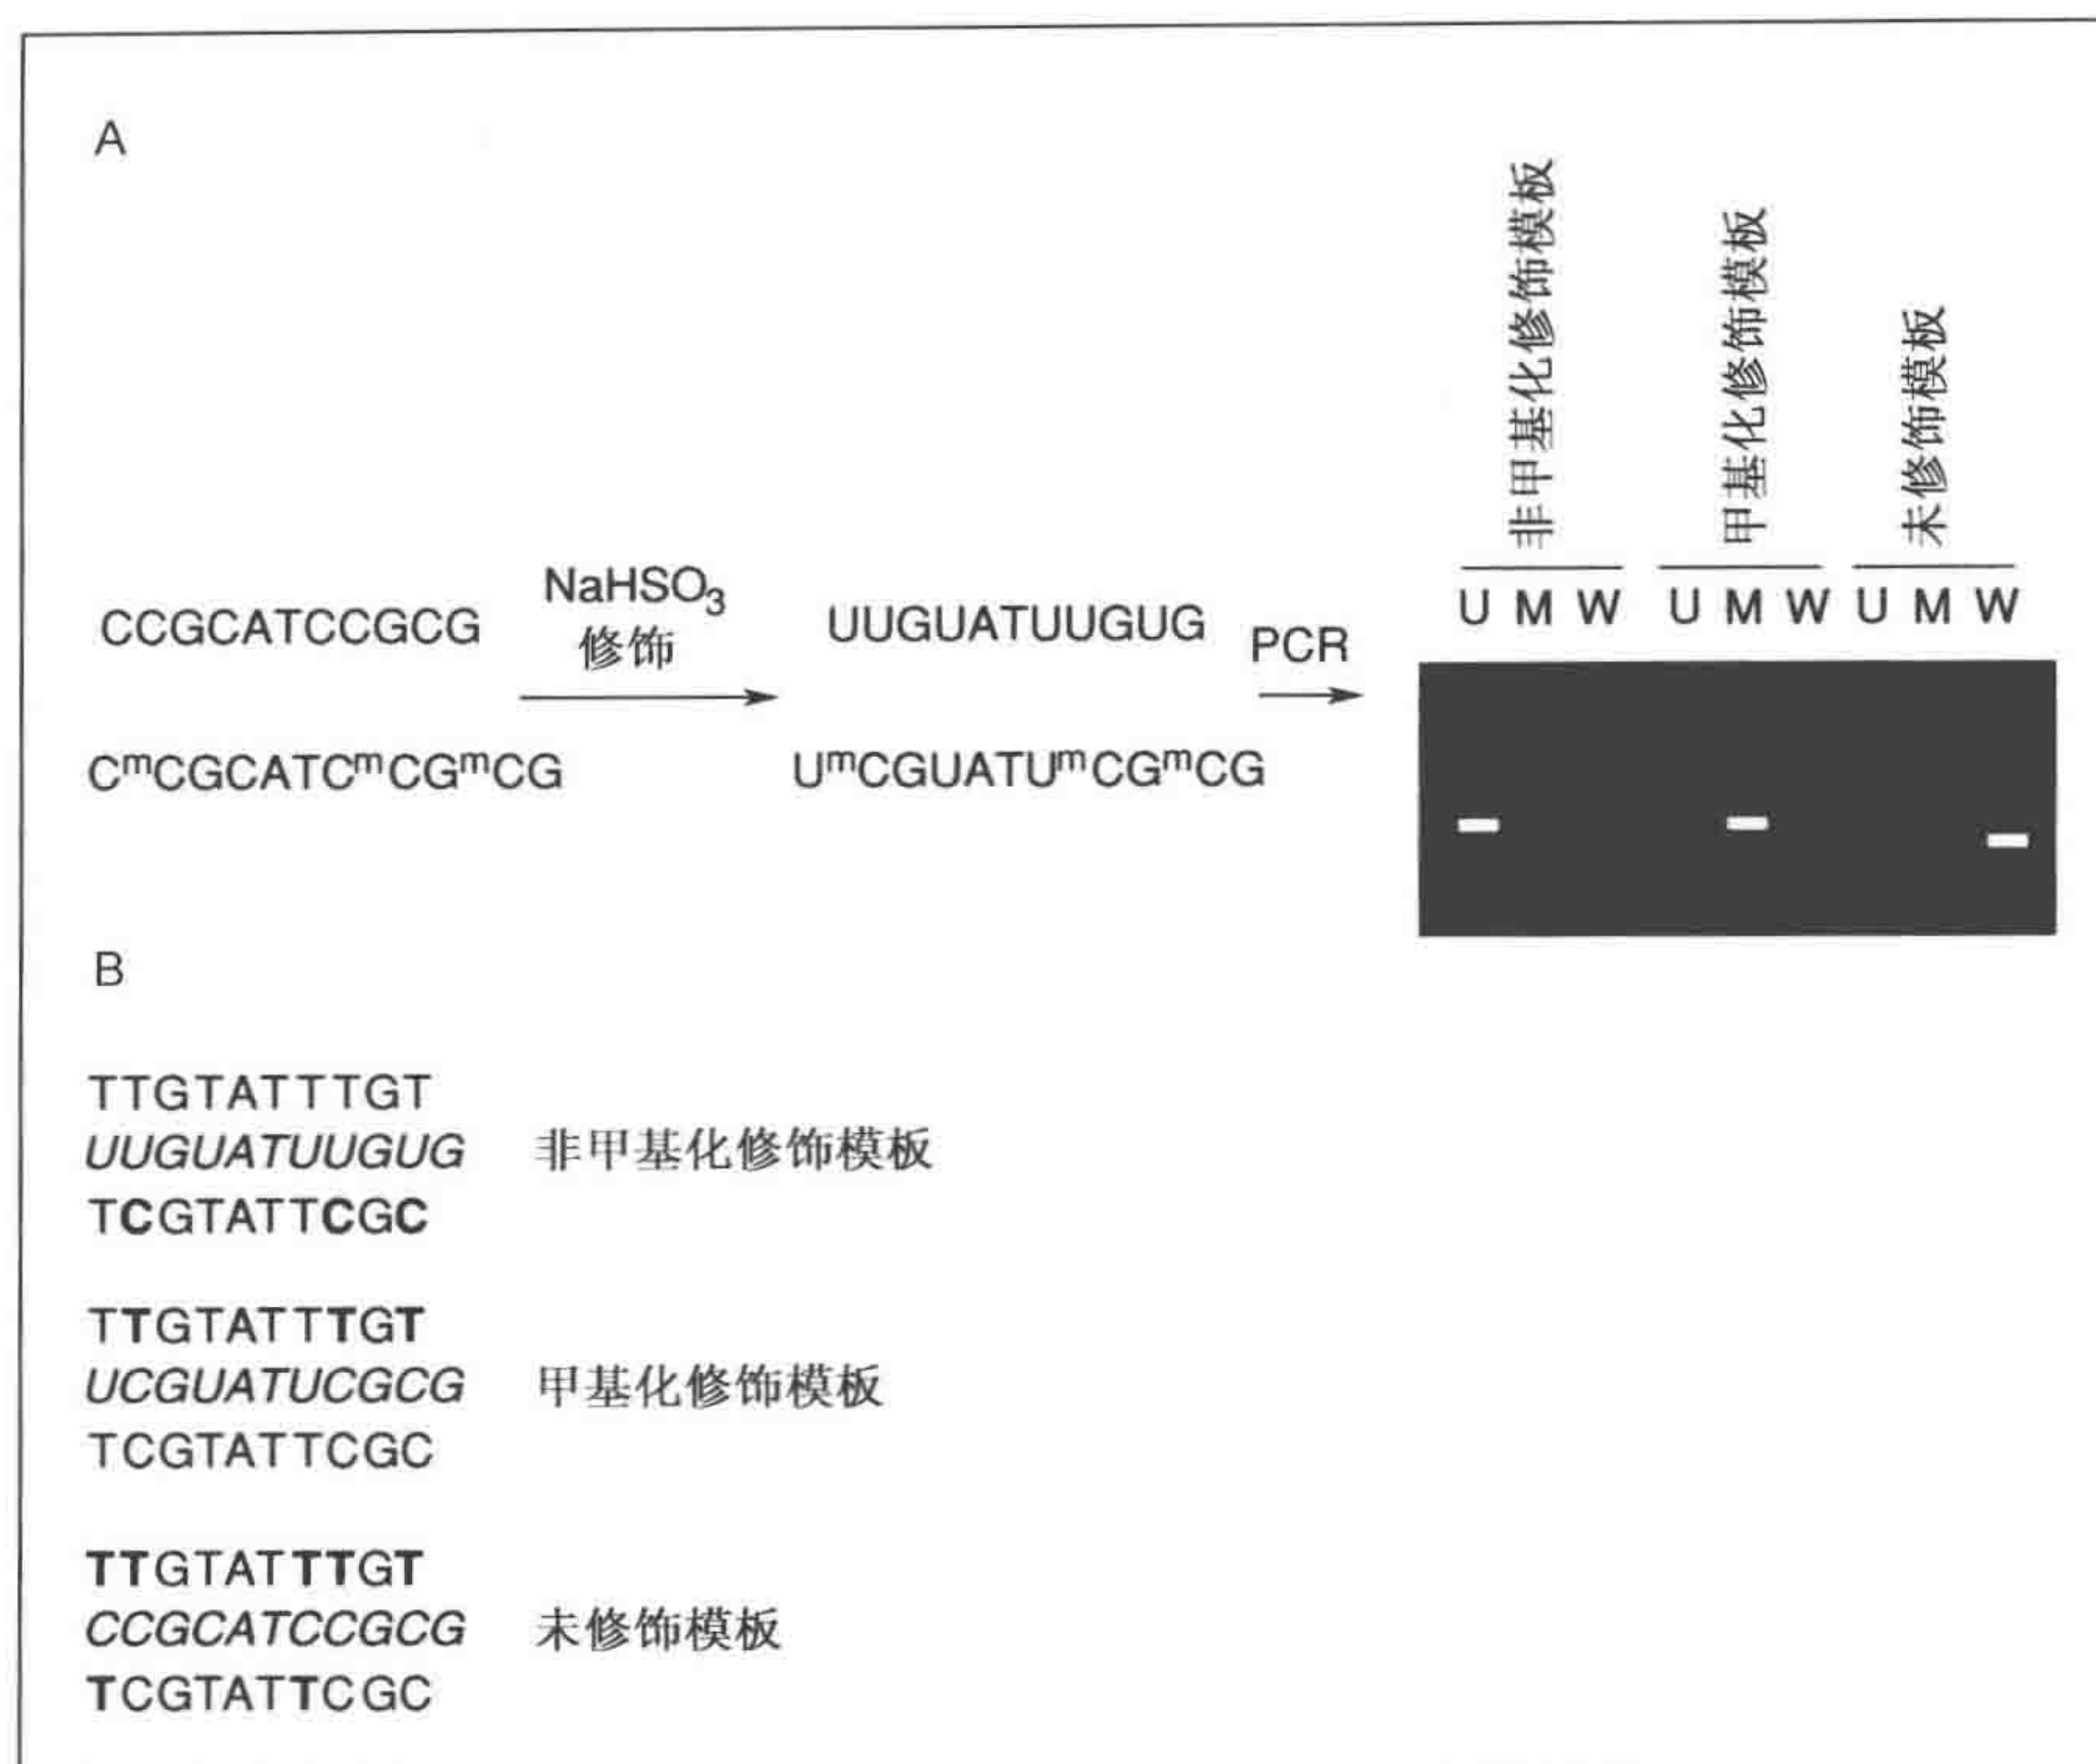 A
非甲基化修饰模板
甲基化修饰模板
未修饰模板
U M W U M W U M W
CCGCATCCGCG
NaHSO₃
修饰
UUGUAUUUGUG
PCR
CᵐCGCATCᵐCGᵐCG
UᵐCGUATUᵐCGᵐCG
B
TTGTATTTGT
UUGUATUUGUG 非甲基化修饰模板
TCGTATTCGC
TTGTATTTGT
UCGUATUCGCG 甲基化修饰模板
TCGTATTCGC
TTGTATTTGT
CCGCATCCGCG 未修饰模板
TCGTATTCGC